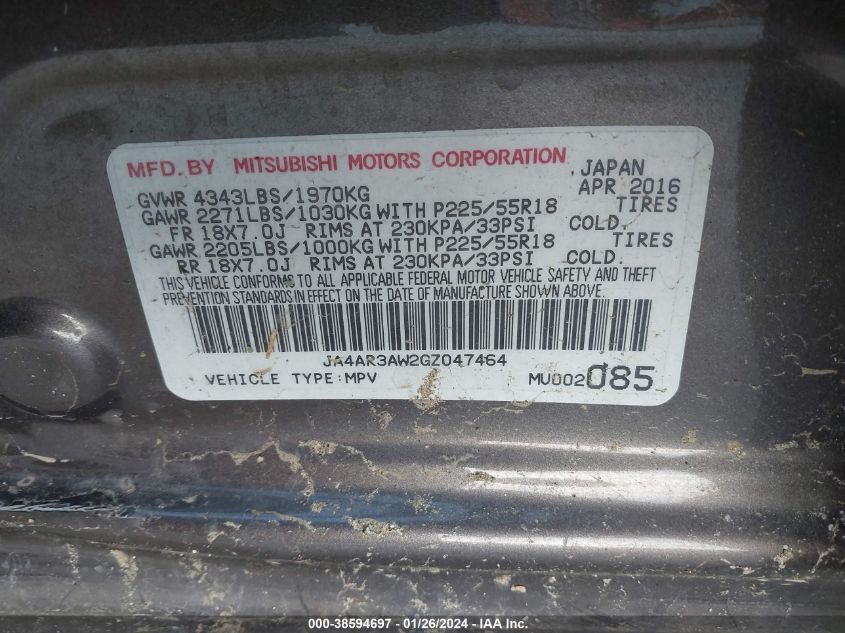 MFD. BY MITSUBISHI MOTORS CORPORATION JAPAN
GVWR 4343LBS/1970KG APR 2016
GAWR 2271LBS/1030KG WITH P225/55R18 TIRES
FR 18X7.0J RIMS AT 230KPA/33PSI COLD.
GAWR 2205LBS/1000KG WITH P225/55R18 TIRES
RR 18X7.0J RIMS AT 230KPA/33PSI COLD.
THIS VEHICLE CONFORMS TO ALL APPLICABLE FEDERAL MOTOR VEHICLE SAFETY AND THEFT
PREVENTION STANDARDS IN EFFECT ON THE DATE OF MANUFACTURE SHOWN ABOVE.
JA4AR3AW2GZ047464
VEHICLE TYPE:MPV MU002085
000-38594697 - 01/26/2024 - IAA, Inc.